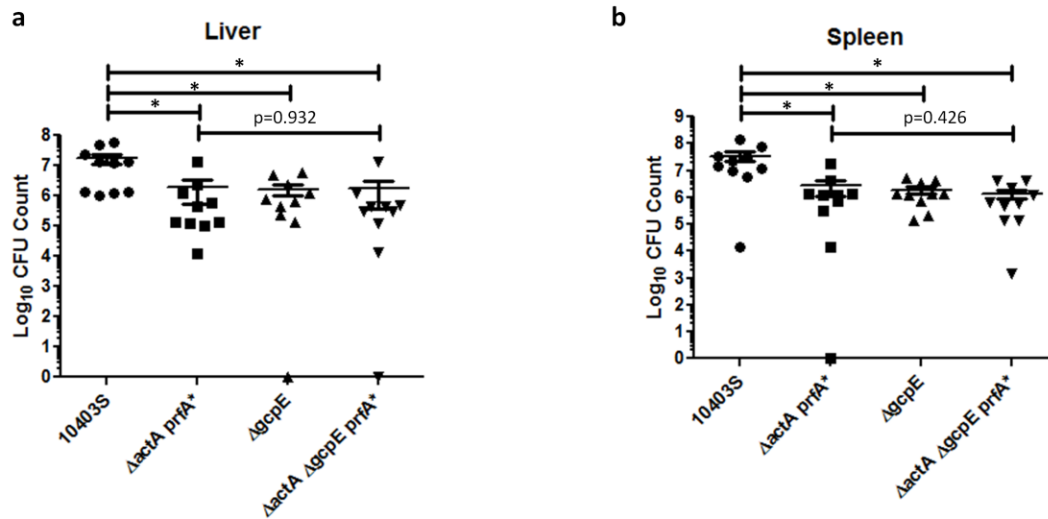 a
Liver
*
*
*
p=0.932
Log10 CFU Count
8
7
6
5
4
3
2
1
0
10403S
ΔactA prfA*
ΔgcpE
ΔactA ΔgcpE prfA*
b
Spleen
*
*
*
p=0.426
Log10 CFU Count
9
8
7
6
5
4
3
2
1
0
10403S
ΔactA prfA*
ΔgcpE
ΔactA ΔgcpE prfA*